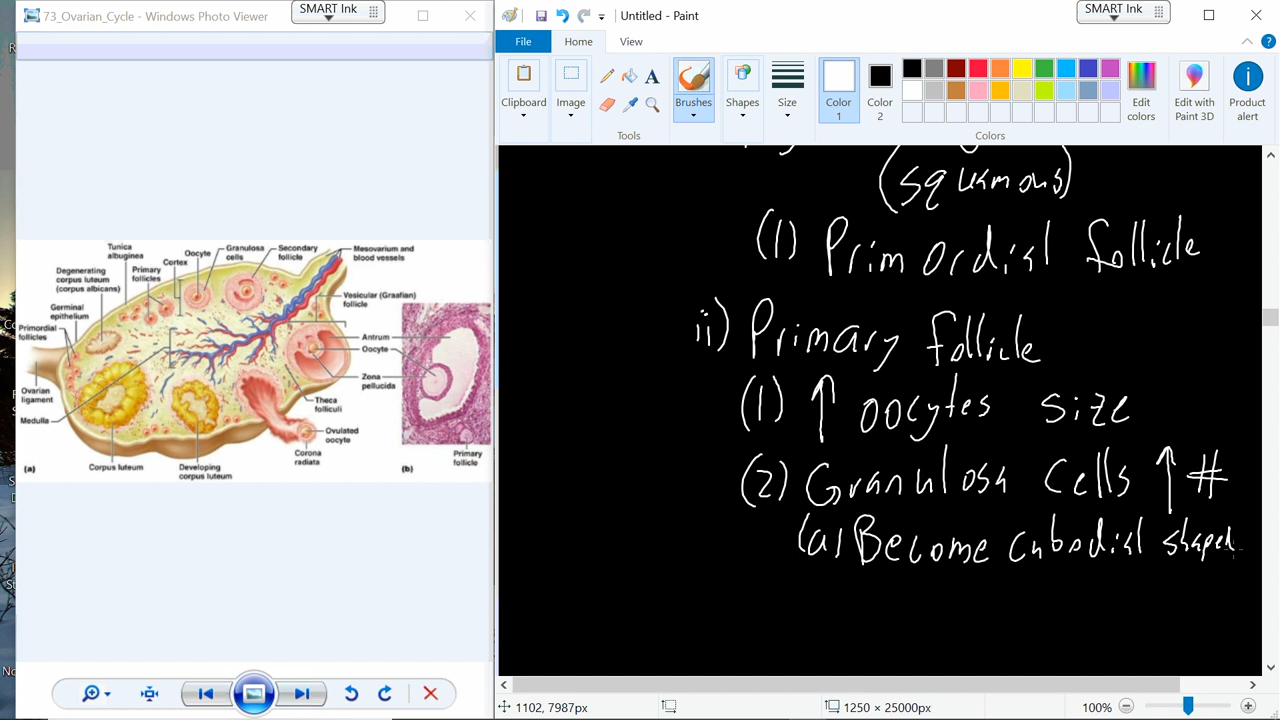 73_Ovarian_Cycle - Windows Photo Viewer
SMART Ink
Untitled - Paint
SMART Ink
File
Home
View
Clipboard
Image
Tools
Brushes
Shapes
Size
Color 1
Color 2
Colors
Edit colors
Edit with Paint 3D
Product alert
Tunica albuginea
Oocyte
Granulosa cells
Secondary follicle
Mesovarium and blood vessels
Cortex
Primary follicles
Degenerating corpus luteum (corpus albicans)
Vesicular (Graafian) follicle
Germinal epithelium
Primordial follicles
Antrum
Oocyte
Zona pellucida
Ovarian ligament
Theca folliculi
Medulla
Ovulated oocyte
Corona radiata
(a)
Corpus luteum
Developing corpus luteum
(b)
Primary follicle
(squamous)
(1) Primordial follicle
ii) Primary follicle
(1) ↑ oocytes size
(2) Granulosa Cells ↑ #
(a) Become cubodial shaped
1102, 7987px
1250 × 25000px
100%